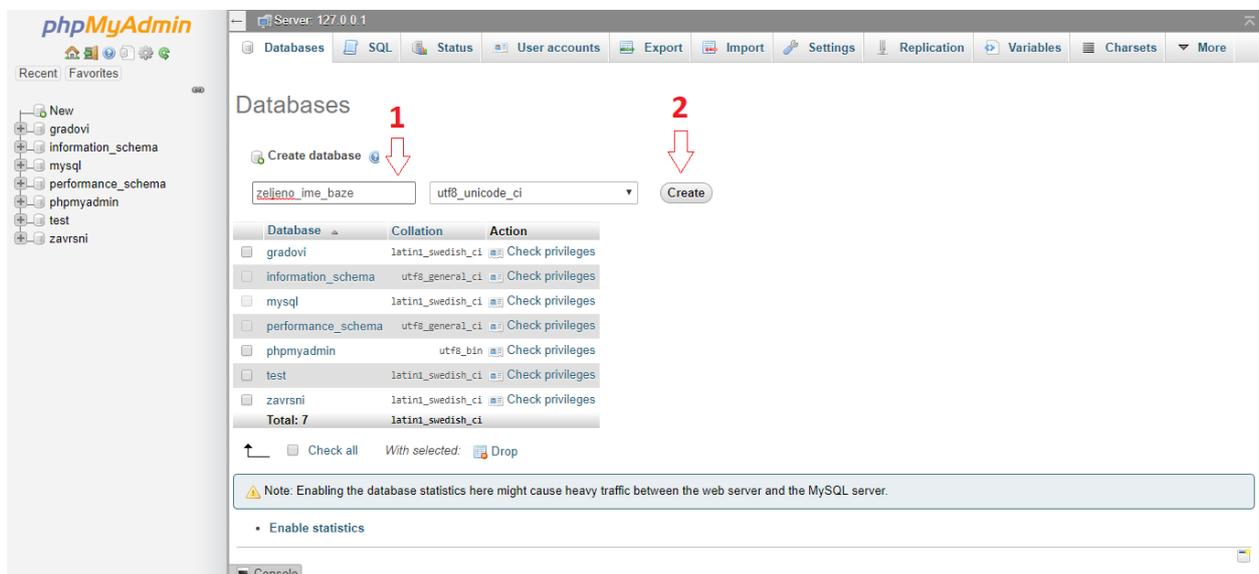 phpMyAdmin
Recent Favorites
New
gradovi
information_schema
mysql
performance_schema
phpmyadmin
test
zavrsni
Server: 127.0.0.1
Databases SQL Status User accounts Export Import Settings Replication Variables Charsets More
Databases
1 2
Create database
zeljeno_ime_baze utf8_unicode_ci Create
Database Collation Action
gradovi latin1_swedish_ci Check privileges
information_schema utf8_general_ci Check privileges
mysql latin1_swedish_ci Check privileges
performance_schema utf8_general_ci Check privileges
phpmyadmin utf8_bin Check privileges
test latin1_swedish_ci Check privileges
zavrsni latin1_swedish_ci Check privileges
Total: 7 latin1_swedish_ci
Check all With selected: Drop
Note: Enabling the database statistics here might cause heavy traffic between the web server and the MySQL server.
Enable statistics
Console